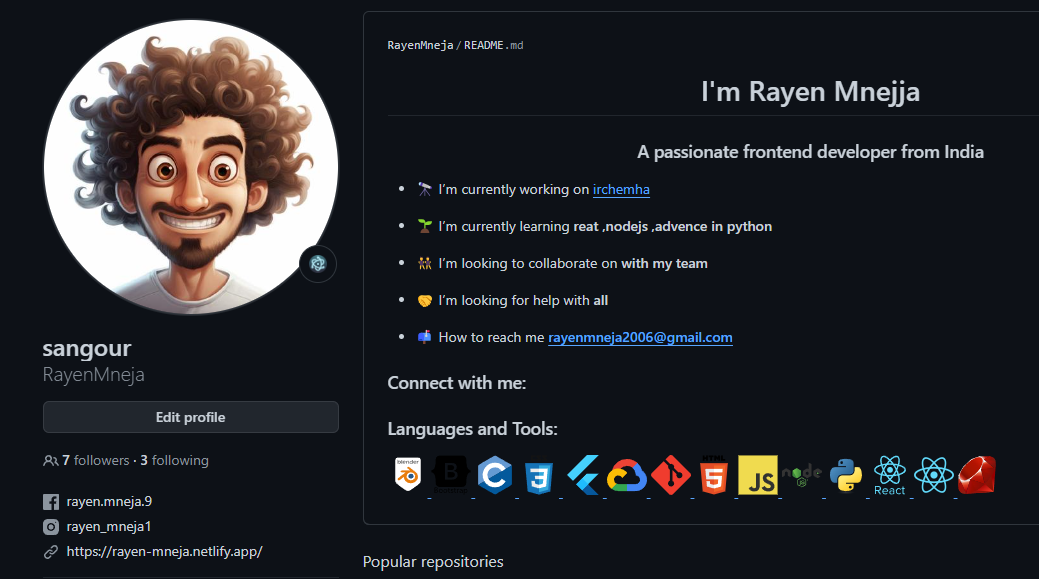 RayenMneja/README.md
I'm Rayen Mnejja
A passionate frontend developer from India
I'm currently working on irchemha
I'm currently learning reat ,nodejs ,advence in python
I'm looking to collaborate on with my team
I'm looking for help with all
How to reach me rayenmneja2006@gmail.com
Connect with me:
Languages and Tools:
blender
B
C
3
HTML
5
JS
node
JS
React
sangour
RayenMneja
Edit profile
7 followers · 3 following
rayen.mneja.9
rayen_mneja1
https://rayen-mneja.netlify.app/
Popular repositories